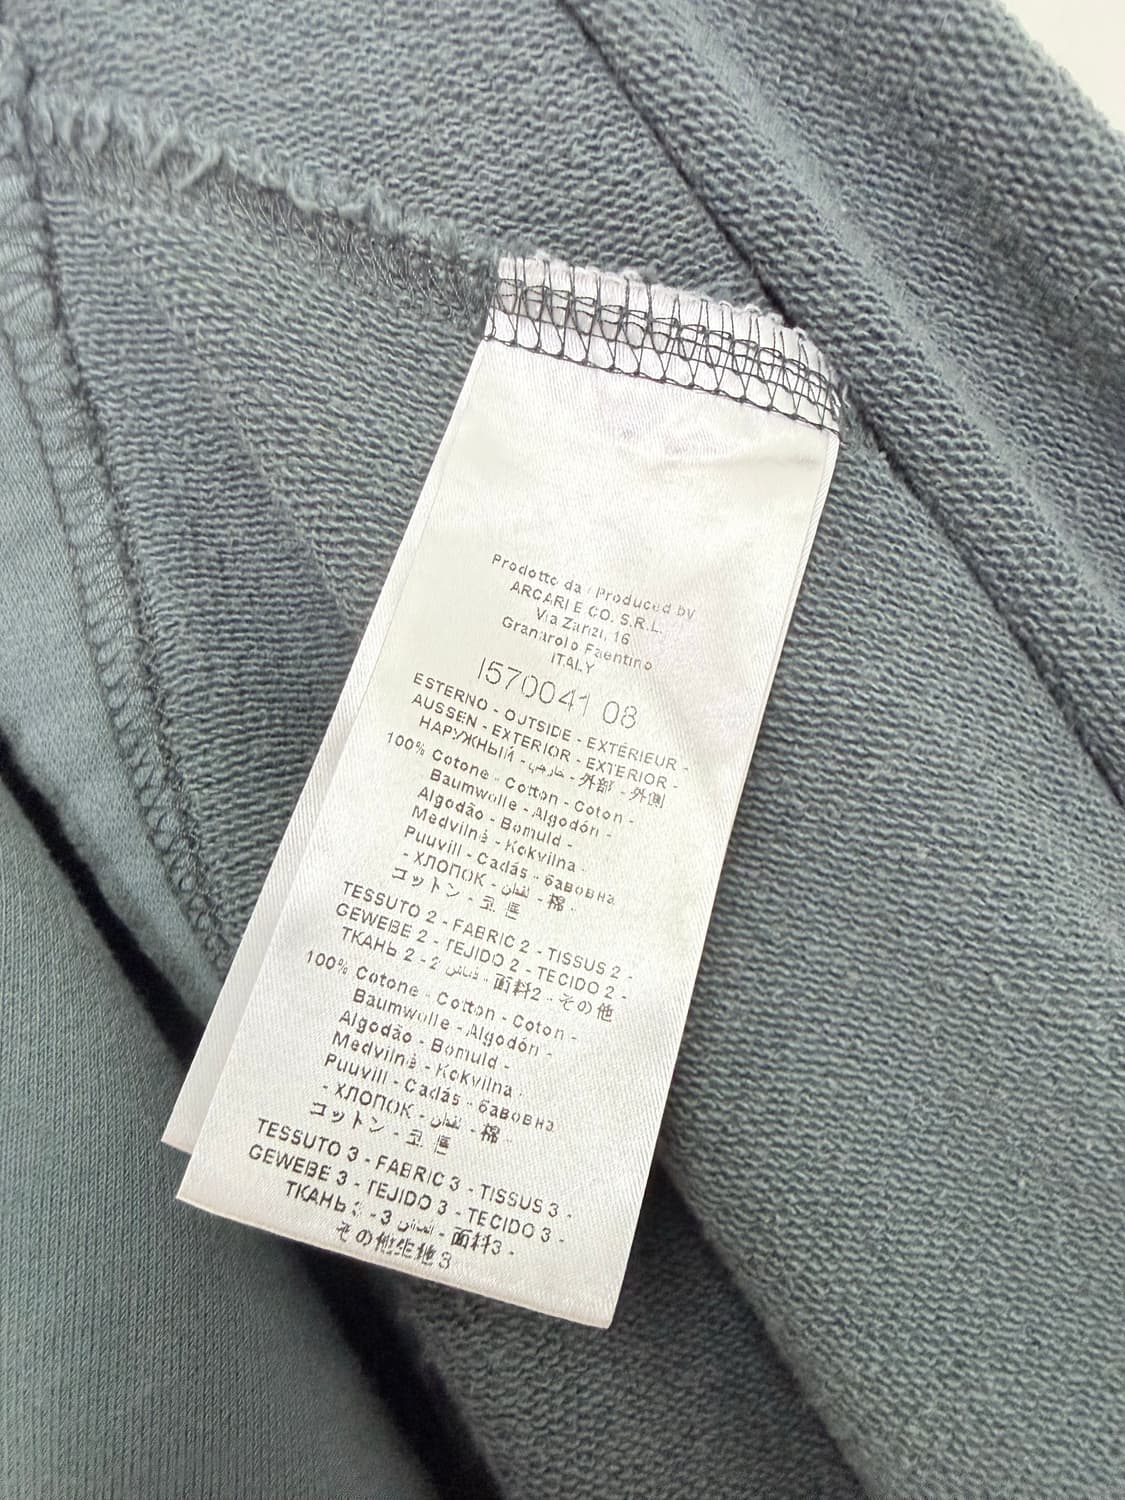 Prodotto da / Produced by
ARCARI E CO. S.R.L.
Via Zanzi, 16
Granarolo Faentino
ITALY
I570041 08
ESTERNO - OUTSIDE - EXTÉRIEUR -
AUSSEN - EXTERIOR - EXTERIOR -
НАРУЖНЫЙ - خارجي - 外部 - 外側
100% Cotone - Cotton - Coton -
Baumwolle - Algodón -
Algodão - Bomuld -
Medvilnė - Kokvilna -
Puuvill - Cadás - бавовна
- ХЛОПОК - قطن - 棉 -
コットン - 코튼
TESSUTO 2 - FABRIC 2 - TISSUS 2 -
GEWEBE 2 - TEJIDO 2 - TECIDO 2 -
ТКАНЬ 2 - 2 قماش - 面料2 - その他
100% Cotone - Cotton - Coton -
Baumwolle - Algodón -
Algodão - Bomuld -
Medvilnė - Kokvilna -
Puuvill - Cadás - бавовна
- ХЛОПОК - قطن - 棉 -
コットン -
TESSUTO 3 - FABRIC 3 - TISSUS 3 -
GEWEBE 3 - TEJIDO 3 - TECIDO 3 -
ТКАНЬ 3 - 3 قماش - 面料3 -
その他生地3